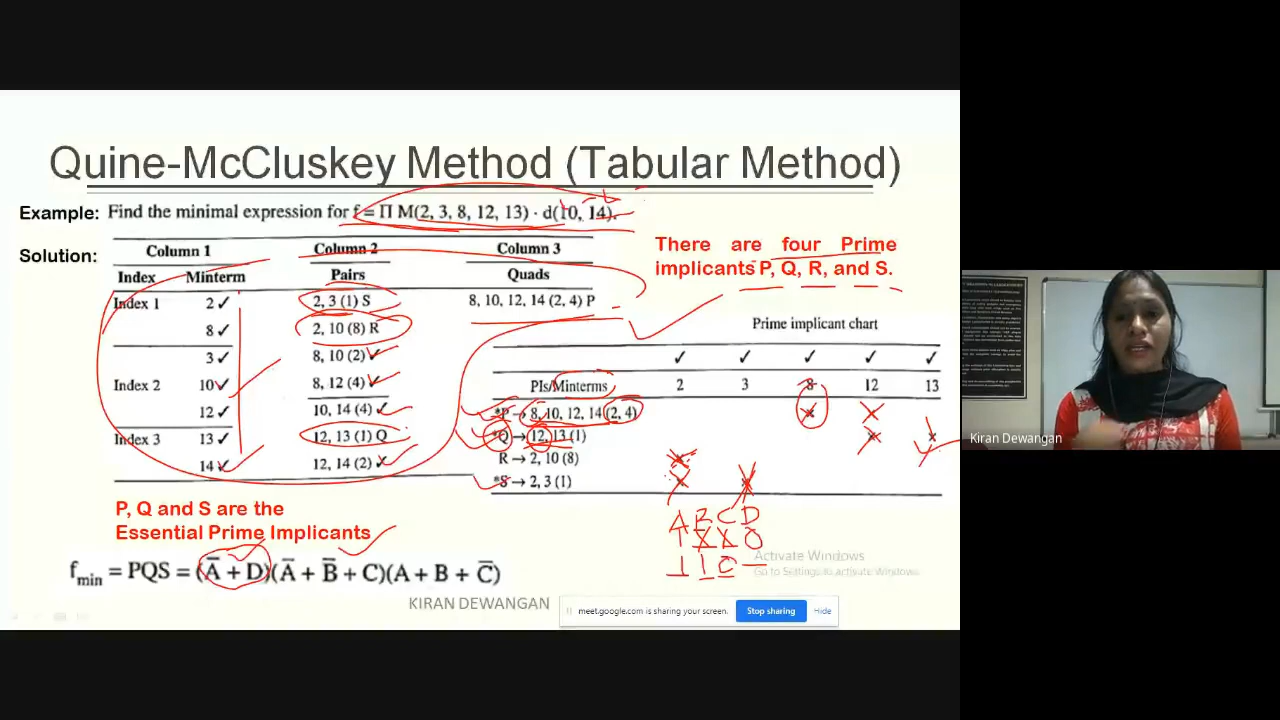 Quine-McCluskey Method (Tabular Method)
Example: Find the minimal expression for f = Π M(2, 3, 8, 12, 13) · d(10, 14).
Solution:
Column 1 Column 2 Column 3
Index Minterm Pairs Quads
Index 1 2 ✓ 2, 3 (1) S 8, 10, 12, 14 (2, 4) P
8 ✓ 2, 10 (8) R
3 ✓ 8, 10 (2) ✓
Index 2 10 ✓ 8, 12 (4) ✓
12 ✓ 10, 14 (4) ✓
Index 3 13 ✓ 12, 13 (1) Q
14 ✓ 12, 14 (2) ✓
There are four Prime
implicants P, Q, R, and S.
Prime implicant chart
✓ ✓ ✓ ✓ ✓
PIs/Minterms 2 3 8 12 13
*P → 8, 10, 12, 14 (2, 4) × ×
*Q → 12, 13 (1) × ×
R → 2, 10 (8) ×
*S → 2, 3 (1) × ×
A B C D
1 X X 0
1 1 0 —
P, Q and S are the
Essential Prime Implicants
f_min = PQS = (A̅ + D)(A̅ + B̅ + C)(A + B + C̅)
KIRAN DEWANGAN
Activate Windows
Go to Settings to activate Windows.
meet.google.com is sharing your screen. Stop sharing Hide
Kiran Dewangan